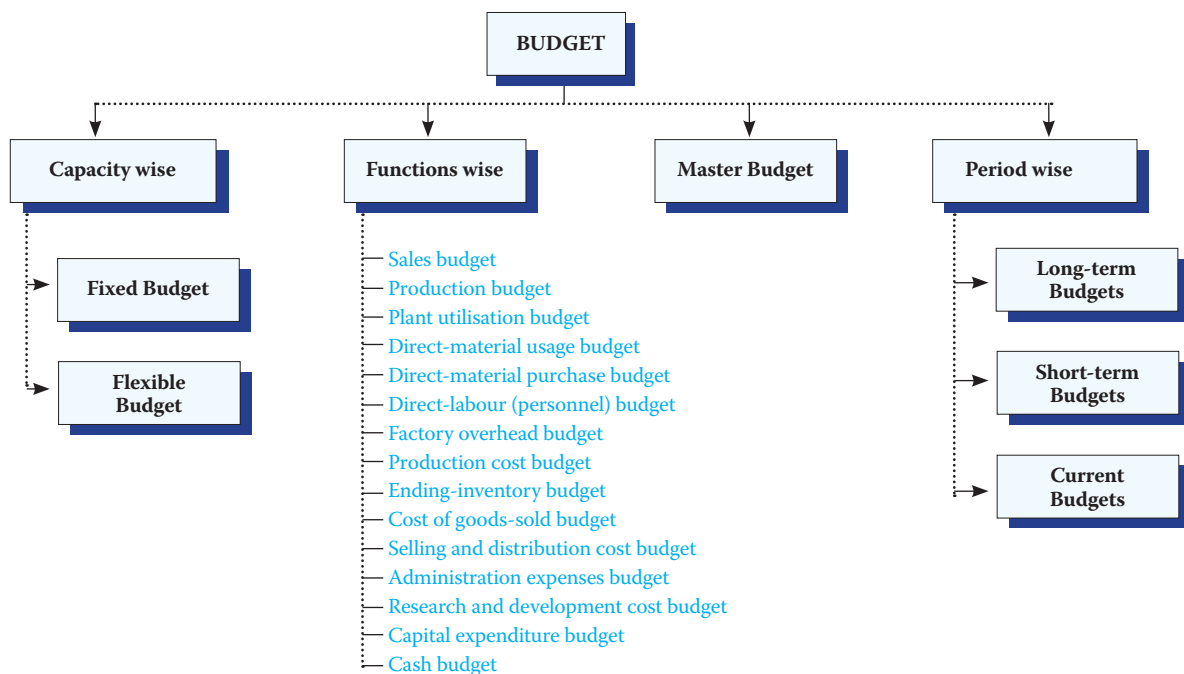 BUDGET
Capacity wise
Functions wise
Master Budget
Period wise
Fixed Budget
Flexible
Budget
Sales budget
Production budget
Plant utilisation budget
Direct-material usage budget
Direct-material purchase budget
Direct-labour (personnel) budget
Factory overhead budget
Production cost budget
Ending-inventory budget
Cost of goods-sold budget
Selling and distribution cost budget
Administration expenses budget
Research and development cost budget
Capital expenditure budget
Cash budget
Long-term
Budgets
Short-term
Budgets
Current
Budgets